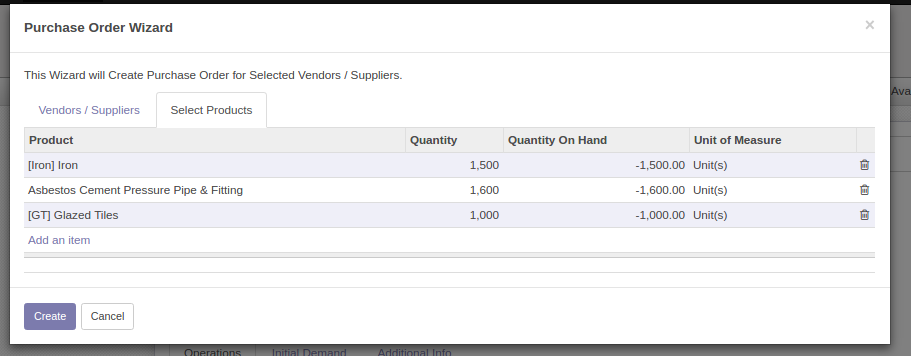 Purchase Order Wizard ×
This Wizard will Create Purchase Order for Selected Vendors / Suppliers.
Ava
Vendors / Suppliers Select Products
Product Quantity Quantity On Hand Unit of Measure
[Iron] Iron 1,500 -1,500.00 Unit(s)
Asbestos Cement Pressure Pipe & Fitting 1,600 -1,600.00 Unit(s)
[GT] Glazed Tiles 1,000 -1,000.00 Unit(s)
Add an item
Create Cancel
Operations Initial Demand Additional Info